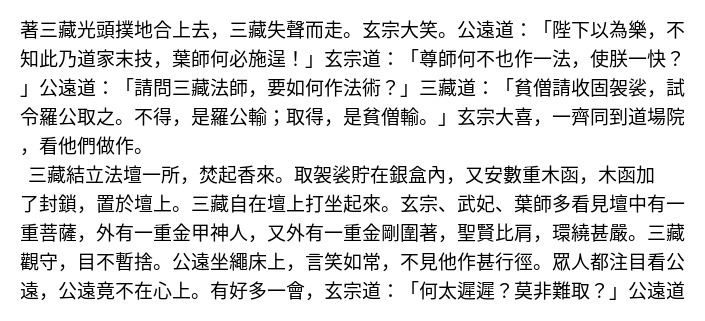 著三藏光頭撲地合上去，三藏失聲而走。玄宗大笑。公遠道：「陛下以為樂，不
知此乃道家末技，葉師何必施逞！」玄宗道：「尊師何不也作一法，使朕一快？
」公遠道：「請問三藏法師，要如何作法術？」三藏道：「貧僧請收固袈裟，試
令羅公取之。不得，是羅公輸；取得，是貧僧輸。」玄宗大喜，一齊同到道場院
，看他們做作。
三藏結立法壇一所，焚起香來。取袈裟貯在銀盒內，又安數重木函，木函加
了封鎖，置於壇上。三藏自在壇上打坐起來。玄宗、武妃、葉師多看見壇中有一
重菩薩，外有一重金甲神人，又外有一重金剛圍著，聖賢比肩，環繞甚嚴。三藏
觀守，目不暫捨。公遠坐繩床上，言笑如常，不見他作甚行徑。眾人都注目看公
遠，公遠竟不在心上。有好多一會，玄宗道：「何太遲遲？莫非難取？」公遠道